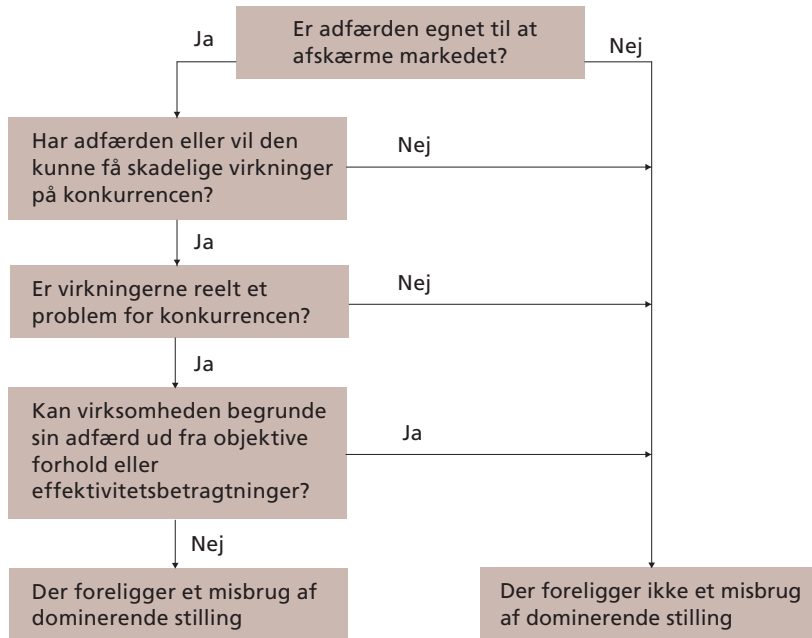 Er adfærden egnet til at
afskærme markedet?
Ja
Nej
Har adfærden eller vil den
kunne få skadelige virkninger
på konkurrencen?
Nej
Ja
Er virkningerne reelt et
problem for konkurrencen?
Nej
Ja
Kan virksomheden begrunde
sin adfærd ud fra objektive
forhold eller
effektivitetsbetragtninger?
Ja
Nej
Der foreligger et misbrug af
dominerende stilling
Der foreligger ikke et misbrug
af dominerende stilling